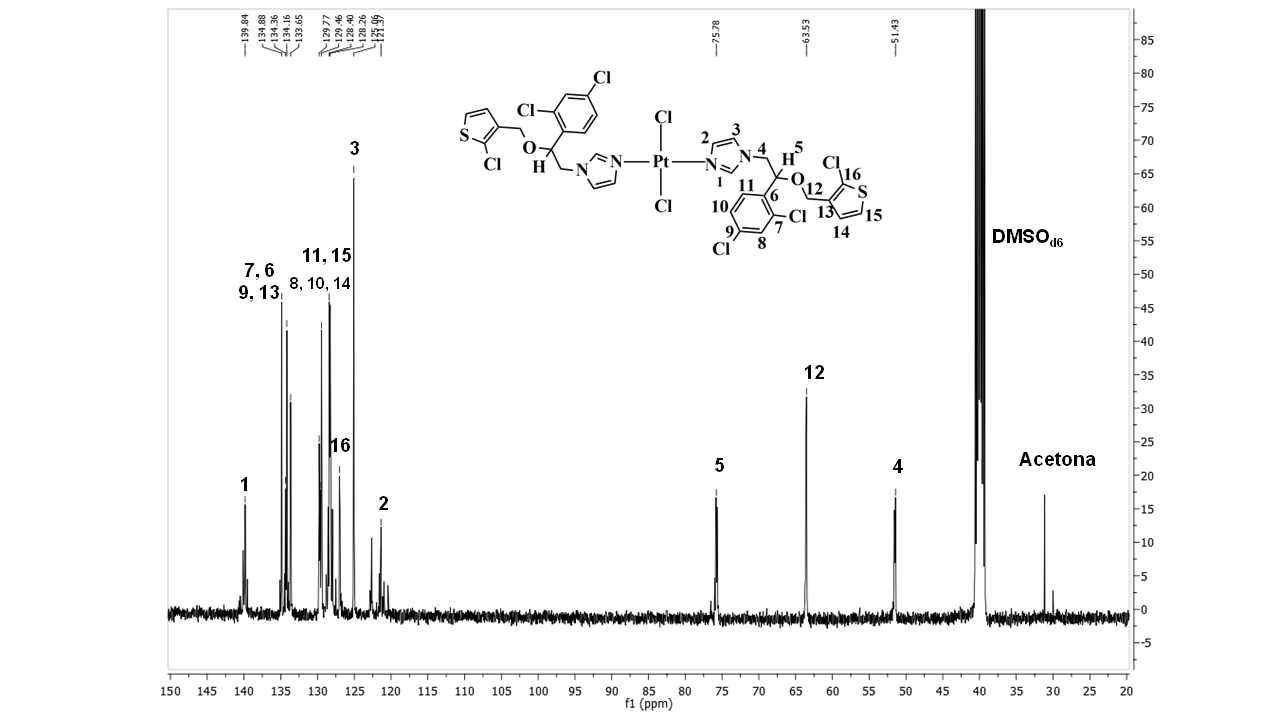 139.84
134.88
134.36
134.16
133.65
129.77
129.46
128.40
128.26
125.06
121.37
75.78
63.53
51.43
Cl
Cl
S
Cl
O
H
N
N
Cl
Pt
Cl
2
3
N
N
1
4
H
5
O
Cl
16
S
12
13
14
15
11
6
10
7
Cl
9
8
Cl
3
7, 6
9, 13
11, 15
8, 10, 14
16
1
2
5
12
4
DMSOd6
Acetona
85
80
75
70
65
60
55
50
45
40
35
30
25
20
15
10
5
0
-5
150 145 140 135 130 125 120 115 110 105 100 95 90 85 80 75 70 65 60 55 50 45 40 35 30 25 20
f1 (ppm)